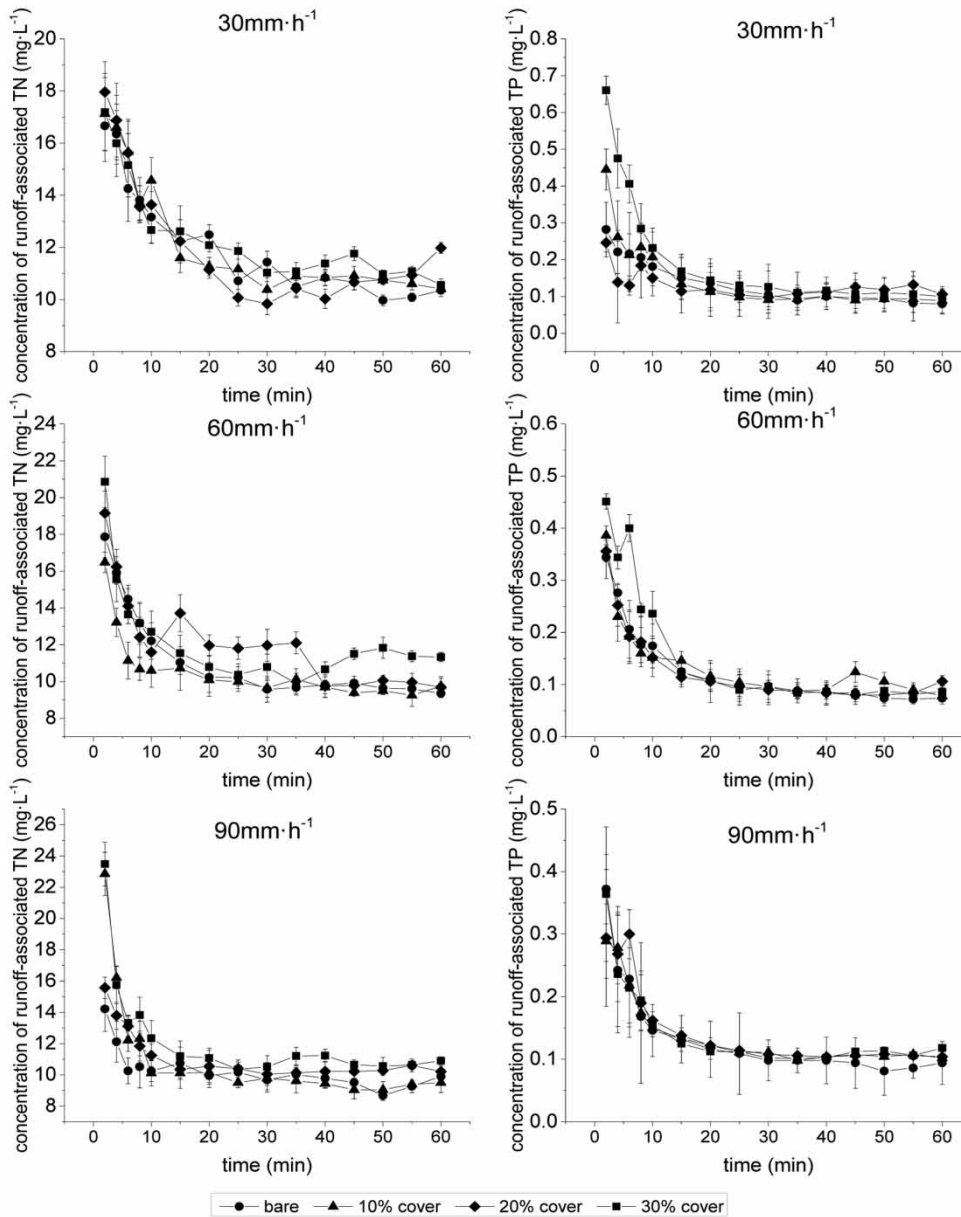 30mm·h⁻¹
concentration of runoff-associated TN (mg·L⁻¹)
20
18
16
14
12
10
8
0 10 20 30 40 50 60
time (min)
30mm·h⁻¹
concentration of runoff-associated TP (mg·L⁻¹)
0.8
0.7
0.6
0.5
0.4
0.3
0.2
0.1
0.0
0 10 20 30 40 50 60
time (min)
60mm·h⁻¹
concentration of runoff-associated TN (mg·L⁻¹)
24
22
20
18
16
14
12
10
8
0 10 20 30 40 50 60
time (min)
60mm·h⁻¹
concentration of runoff-associated TP (mg·L⁻¹)
0.6
0.5
0.4
0.3
0.2
0.1
0.0
0 10 20 30 40 50 60
time (min)
90mm·h⁻¹
concentration of runoff-associated TN (mg·L⁻¹)
26
24
22
20
18
16
14
12
10
8
0 10 20 30 40 50 60
time (min)
90mm·h⁻¹
concentration of runoff-associated TP (mg·L⁻¹)
0.5
0.4
0.3
0.2
0.1
0.0
0 10 20 30 40 50 60
time (min)
bare 10% cover 20% cover 30% cover